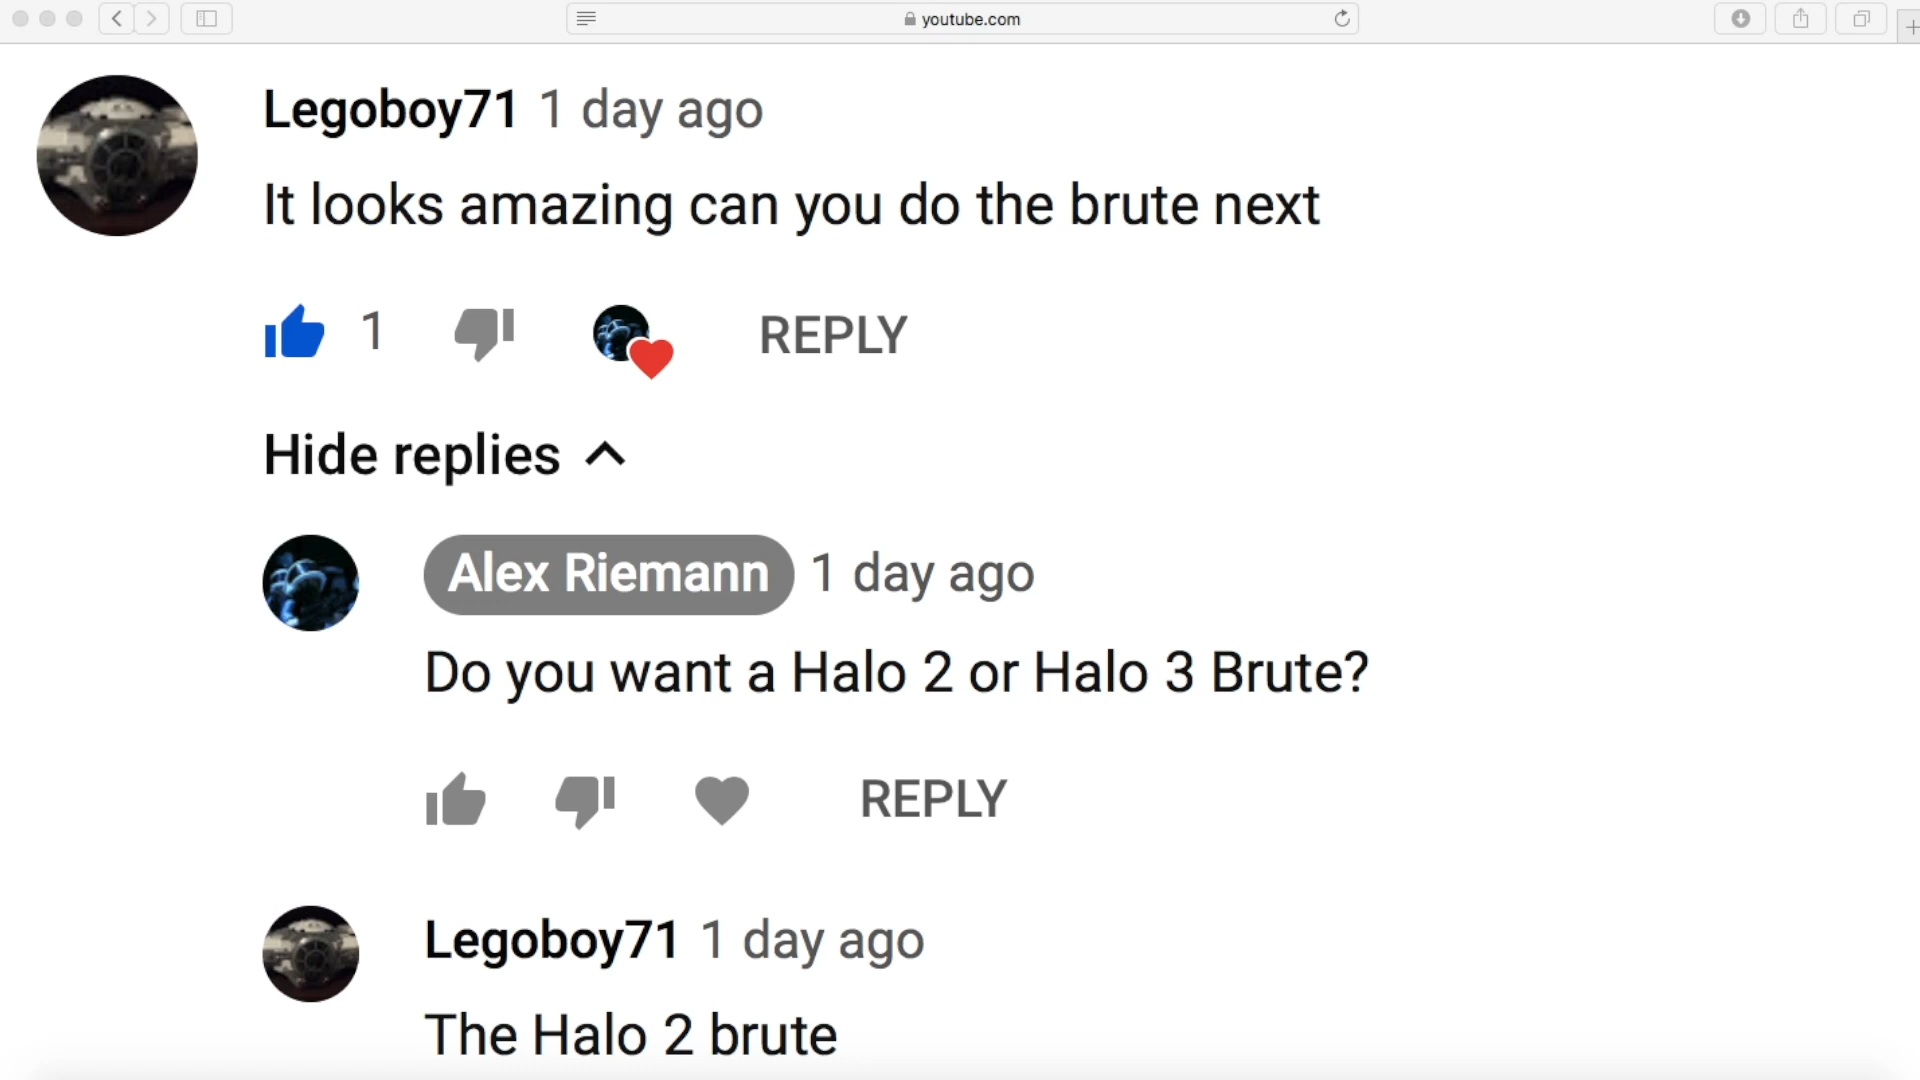 youtube.com
Legoboy71 1 day ago
It looks amazing can you do the brute next
1 REPLY
Hide replies
Alex Riemann 1 day ago
Do you want a Halo 2 or Halo 3 Brute?
REPLY
Legoboy71 1 day ago
The Halo 2 brute